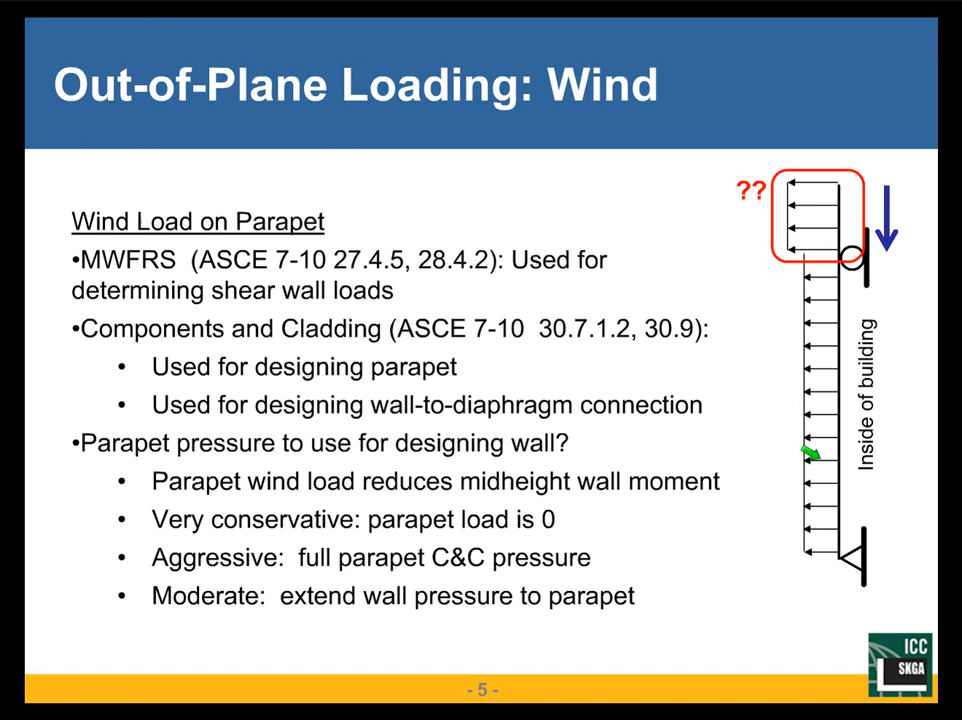 Out-of-Plane Loading: Wind
??
Wind Load on Parapet
•MWFRS (ASCE 7-10 27.4.5, 28.4.2): Used for
determining shear wall loads
•Components and Cladding (ASCE 7-10 30.7.1.2, 30.9):
• Used for designing parapet
• Used for designing wall-to-diaphragm connection
•Parapet pressure to use for designing wall?
• Parapet wind load reduces midheight wall moment
• Very conservative: parapet load is 0
• Aggressive: full parapet C&C pressure
• Moderate: extend wall pressure to parapet
Inside of building
ICC
SKGA
- 5 -